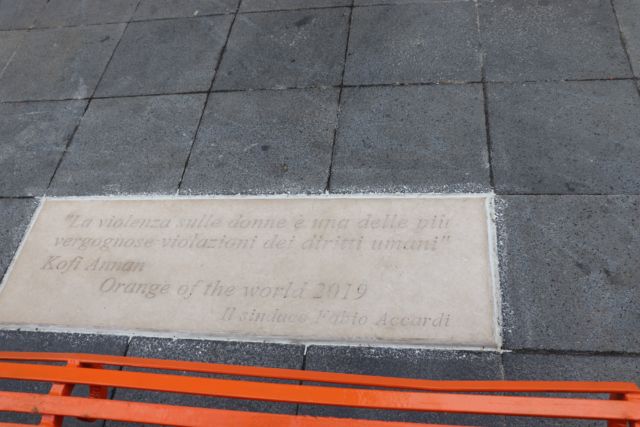 "La violenza sulle donne è una delle più
vergognose violazioni dei diritti umani"
Kofi Annan
Orange of the world 2019
Il sindaco Fabio Accardi